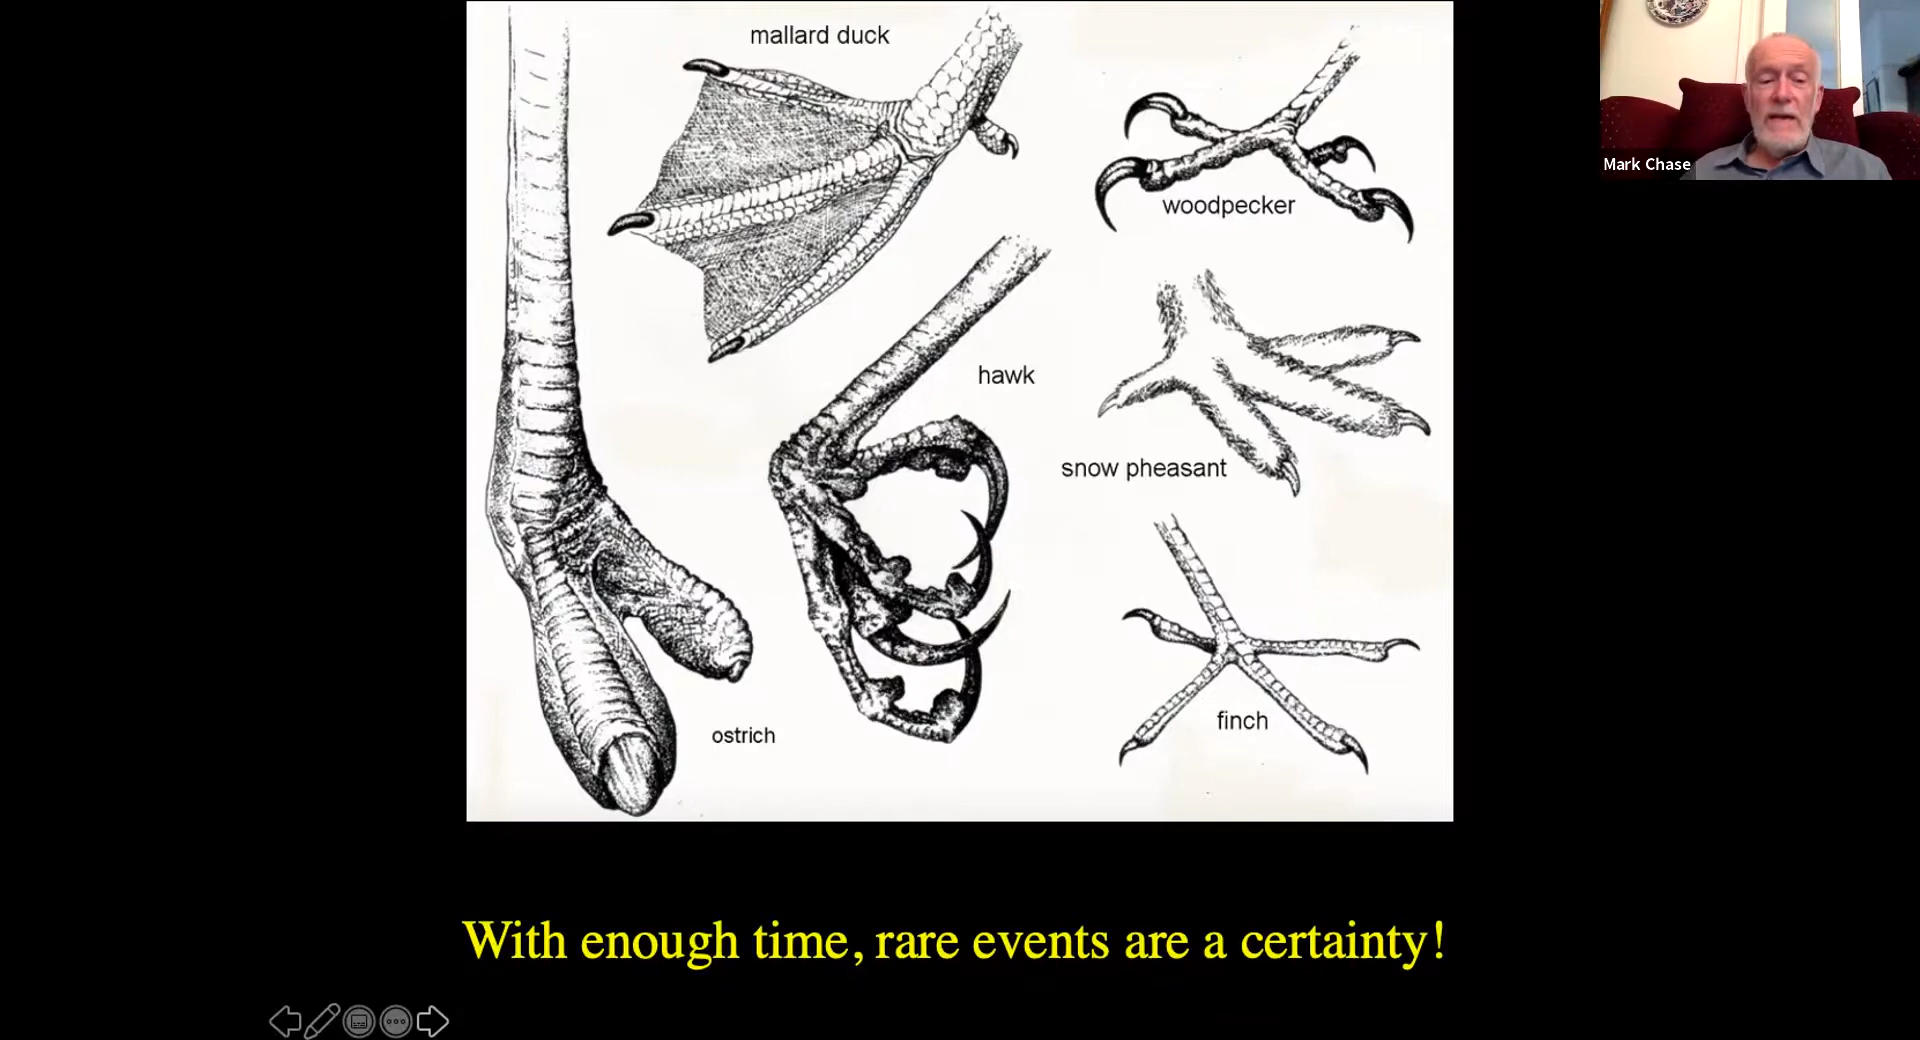 mallard duck
woodpecker
Mark Chase
hawk
snow pheasant
finch
ostrich
With enough time, rare events are a certainty!